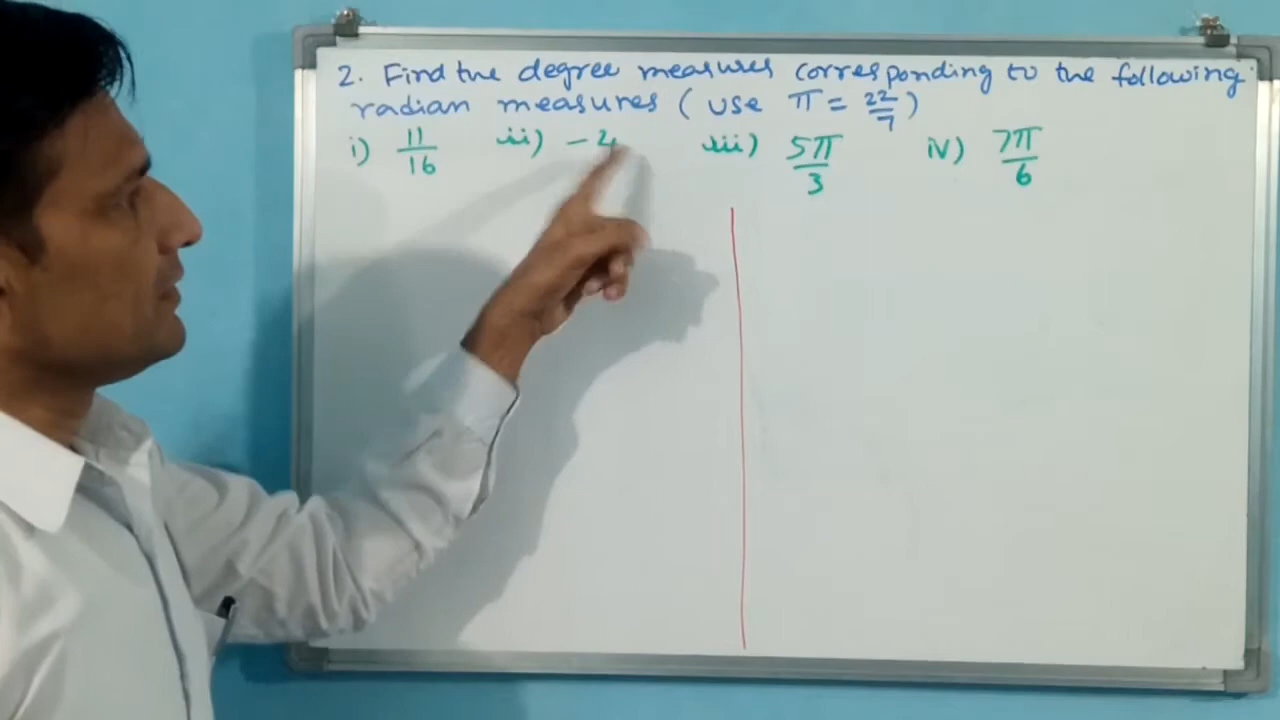 2. Find the degree measures corresponding to the following
radian measures ( use π = 22/7 )
i) 11/16 ii) -4 iii) 5π/3 iv) 7π/6